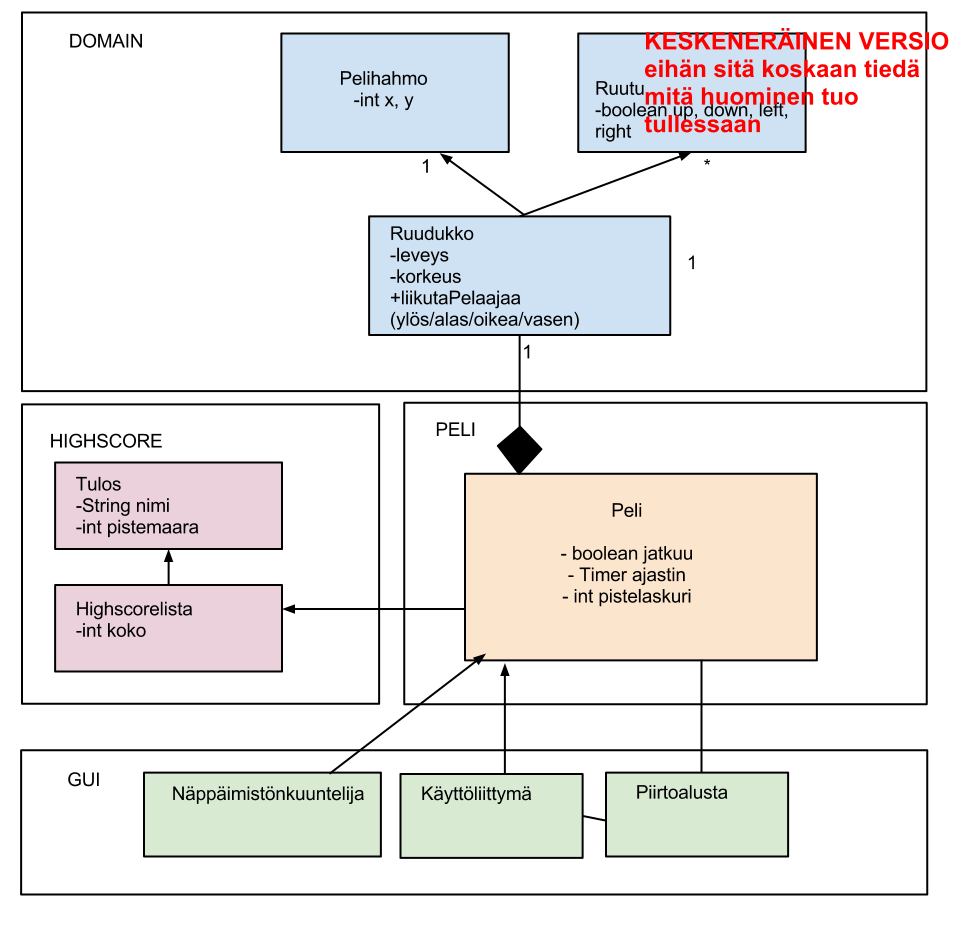 DOMAIN
Pelihahmo
-int x, y
KESKENERÄINEN VERSIO
eihän sitä koskaan tiedä
mitä huominen tuo
tullessaan
Ruutu
-boolean up, down, left,
right
1
*
Ruudukko
-leveys
-korkeus
+liikutaPelaajaa
(ylös/alas/oikea/vasen)
1
1
HIGHSCORE
Tulos
-String nimi
-int pistemaara
Highscorelista
-int koko
PELI
Peli
- boolean jatkuu
- Timer ajastin
- int pistelaskuri
GUI
Näppäimistönkuuntelija
Käyttöliittymä
Piirtoalusta